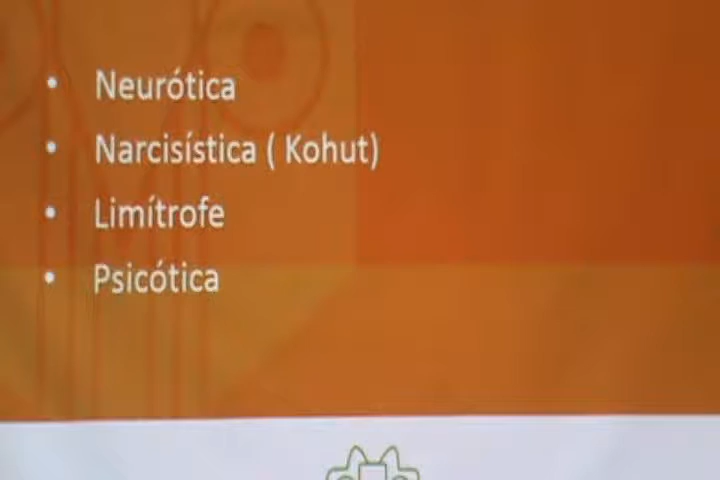 • Neurótica
• Narcisística ( Kohut)
• Limítrofe
• Psicótica